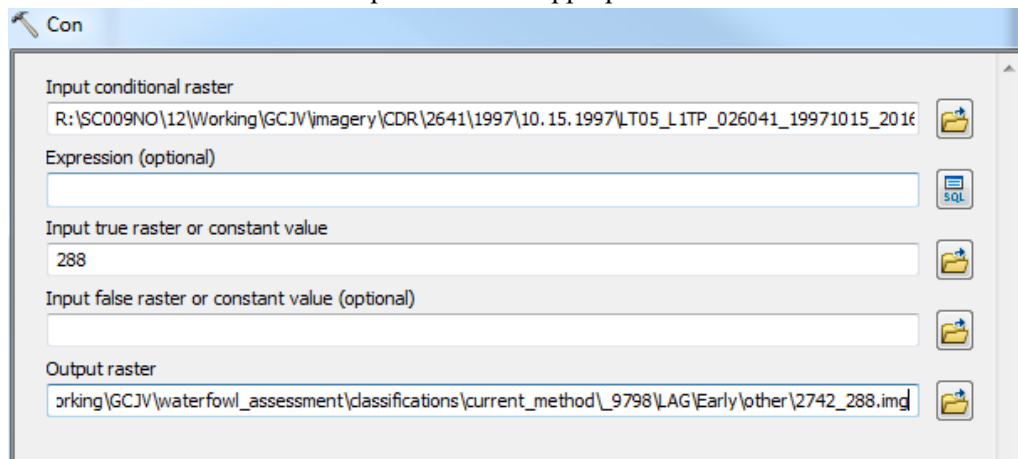 Con
Input conditional raster
R:\SC009NO\12\Working\GCJV\imagery\CDR\2641\1997\10.15.1997\LT05_L1TP_026041_19971015_2016
Expression (optional)
SQL
Input true raster or constant value
288
Input false raster or constant value (optional)
Output raster
orking\GCJV\waterfowl_assessment\classifications\current_method\_9798\LAG\Early\other\2742_288.img